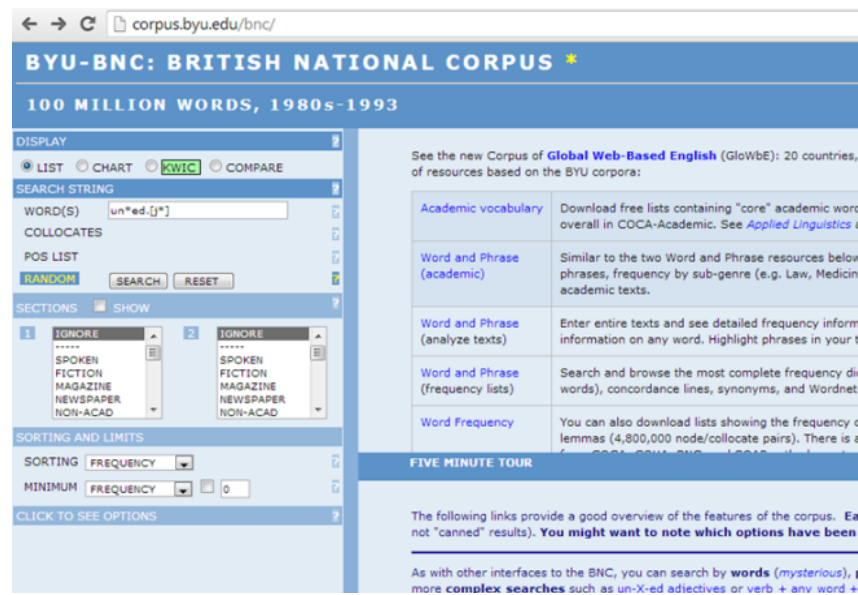 corpus.byu.edu/bnc/
BYU-BNC: BRITISH NATIONAL CORPUS *
100 MILLION WORDS, 1980s-1993
DISPLAY ?
LIST CHART KWIC COMPARE
SEARCH STRING ?
WORD(S) un*ed.[j*]
COLLOCATES
POS LIST
RANDOM SEARCH RESET ?
SECTIONS SHOW ?
1 IGNORE 2 IGNORE
----- -----
SPOKEN SPOKEN
FICTION FICTION
MAGAZINE MAGAZINE
NEWSPAPER NEWSPAPER
NON-ACAD NON-ACAD
SORTING AND LIMITS
SORTING FREQUENCY
MINIMUM FREQUENCY 0
CLICK TO SEE OPTIONS ?
See the new Corpus of Global Web-Based English (GloWbE): 20 countries,
of resources based on the BYU corpora:
Academic vocabulary Download free lists containing "core" academic
overall in COCA-Academic. See Applied Linguistics
Word and Phrase Similar to the two Word and Phrase resources
(academic) phrases, frequency by sub-genre (e.g. Law,
academic texts.
Word and Phrase Enter entire texts and see detailed frequency
(analyze texts) information on any word. Highlight phrases in your
Word and Phrase Search and browse the most complete frequency
(frequency lists) words), concordance lines, synonyms, and Wordnet
Word Frequency You can also download lists showing the frequency
lemmas (4,800,000 node/collocate pairs). There is
FIVE MINUTE TOUR
The following links provide a good overview of the features of the corpus.
not "canned" results). You might want to note which options have been
As with other interfaces to the BNC, you can search by words (mysterious),
more complex searches such as un-X-ed adjectives or verb + any word +